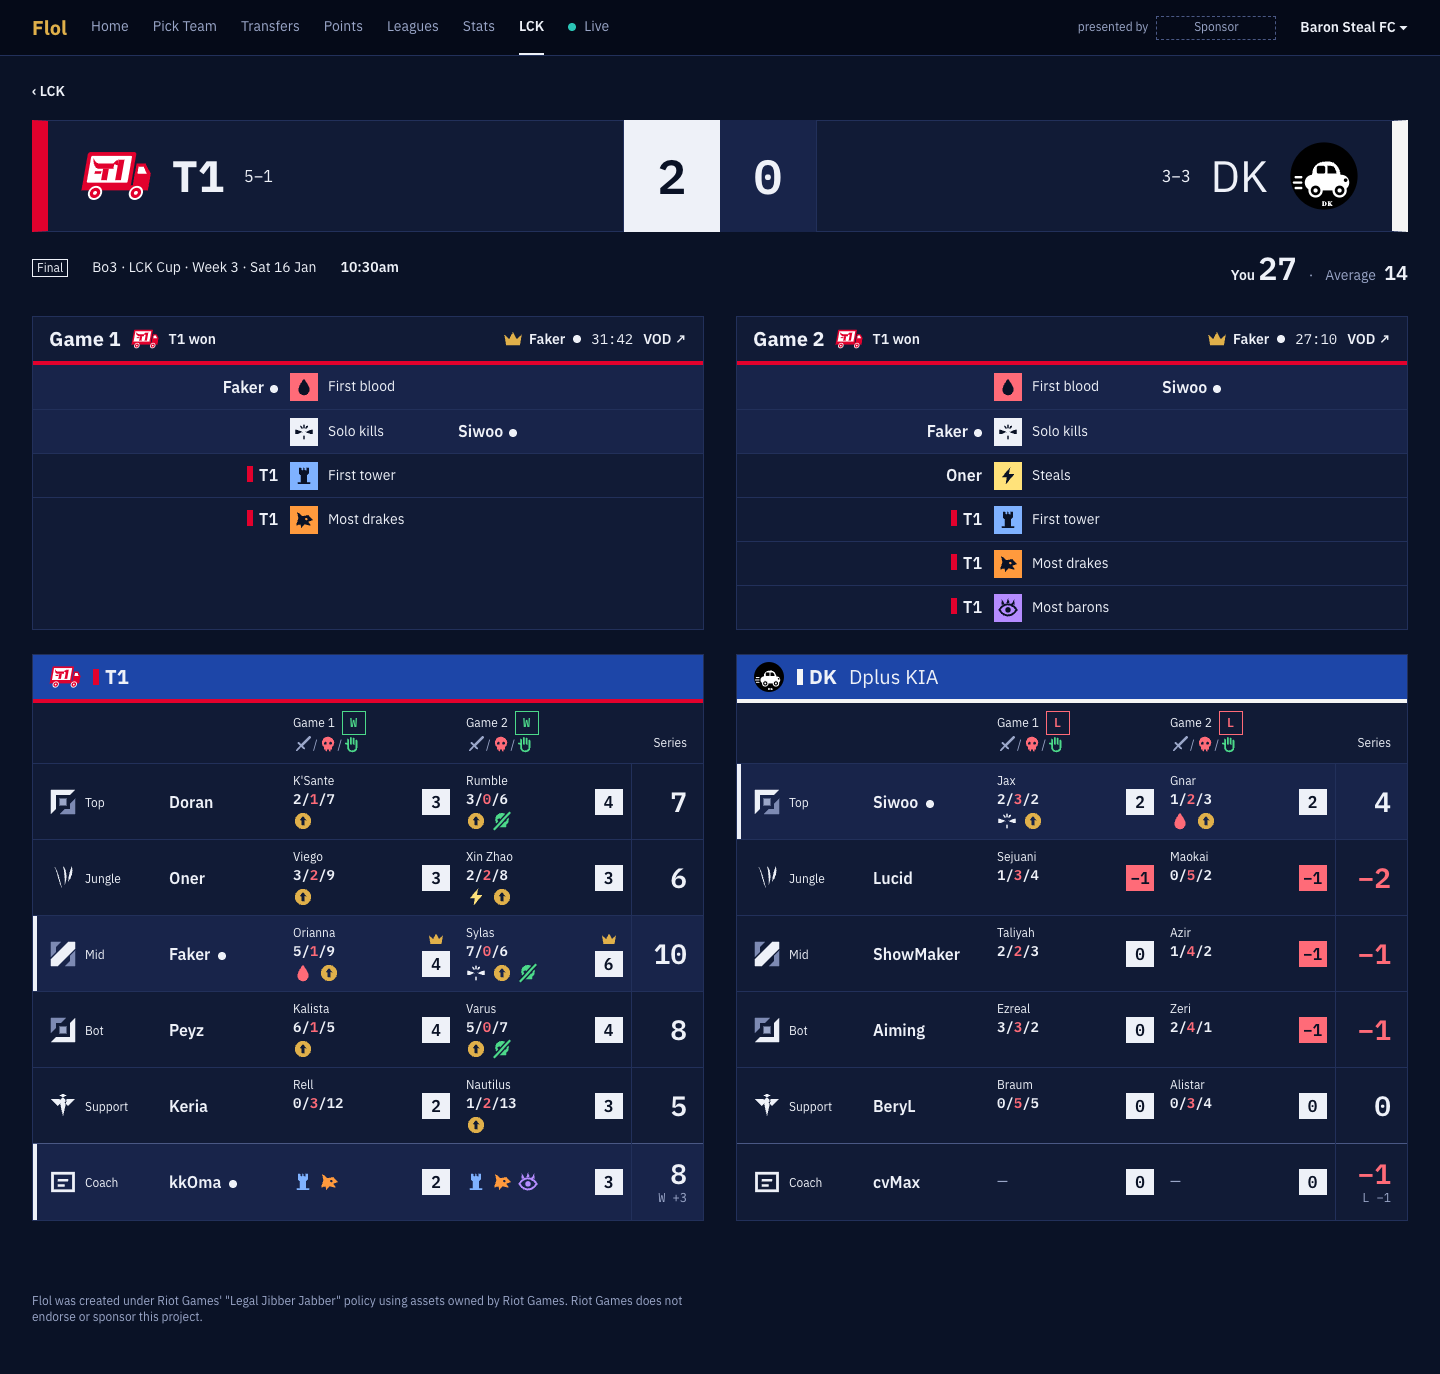 Flol Home Pick Team Transfers Points Leagues Stats LCK Live presented by Sponsor Baron Steal FC
‹ LCK
T1 T1 5–1 2 0 3–3 DK DK
Final Bo3 · LCK Cup · Week 3 · Sat 16 Jan 10:30am You 27 · Average 14
Game 1 T1 T1 won Faker 31:42 VOD ↗
Faker First blood
Solo kills Siwoo
T1 First tower
T1 Most drakes
Game 2 T1 T1 won Faker 27:10 VOD ↗
First blood Siwoo
Faker Solo kills
Oner Steals
T1 First tower
T1 Most drakes
T1 Most barons
T1 T1
Game 1 W Game 2 W
/ / / / Series
K'Sante Rumble
Top Doran 2/1/7 3 3/0/6 4 7
Viego Xin Zhao
Jungle Oner 3/2/9 3 2/2/8 3 6
Orianna Sylas
Mid Faker 5/1/9 4 7/0/6 6 10
Kalista Varus
Bot Peyz 6/1/5 4 5/0/7 4 8
Rell Nautilus
Support Keria 0/3/12 2 1/2/13 3 5
Coach kkOma 2 3 8
W +3
DK Dplus KIA
Game 1 L Game 2 L
/ / / / Series
Jax Gnar
Top Siwoo 2/3/2 2 1/2/3 2 4
Sejuani Maokai
Jungle Lucid 1/3/4 −1 0/5/2 −1 −2
Taliyah Azir
Mid ShowMaker 2/2/3 0 1/4/2 −1 −1
Ezreal Zeri
Bot Aiming 3/3/2 0 2/4/1 −1 −1
Braum Alistar
Support BeryL 0/5/5 0 0/3/4 0 0
Coach cvMax — 0 — 0 −1
L −1
Flol was created under Riot Games' "Legal Jibber Jabber" policy using assets owned by Riot Games. Riot Games does not
endorse or sponsor this project.